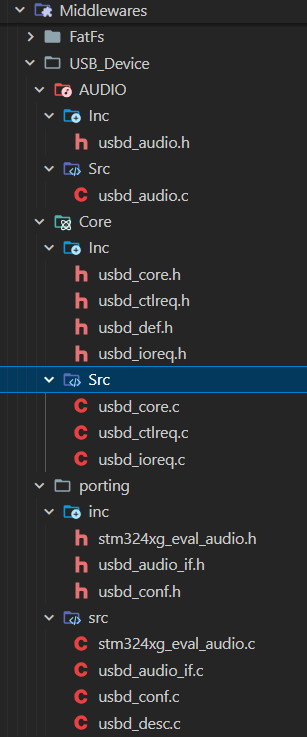 Middlewares
FatFs
USB_Device
AUDIO
Inc
usbd_audio.h
Src
usbd_audio.c
Core
Inc
usbd_core.h
usbd_ctlreq.h
usbd_def.h
usbd_ioreq.h
Src
usbd_core.c
usbd_ctlreq.c
usbd_ioreq.c
porting
inc
stm324xg_eval_audio.h
usbd_audio_if.h
usbd_conf.h
src
stm324xg_eval_audio.c
usbd_audio_if.c
usbd_conf.c
usbd_desc.c